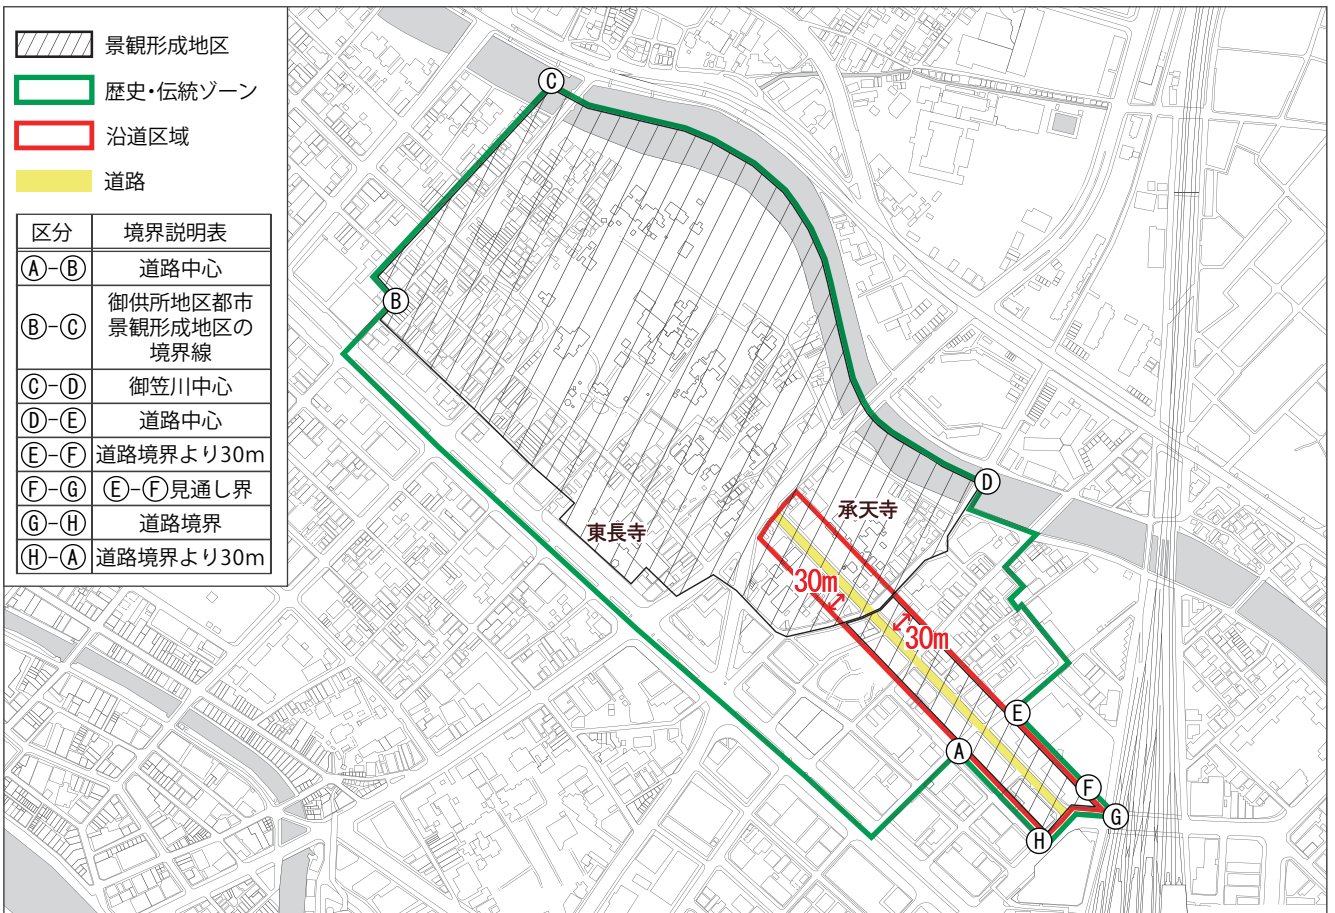 景観形成地区
歴史・伝統ゾーン
沿道区域
道路
区分 境界説明表
Ⓐ-Ⓑ 道路中心
Ⓑ-Ⓒ 御供所地区都市
景観形成地区の
境界線
Ⓒ-Ⓓ 御笠川中心
Ⓓ-Ⓔ 道路中心
Ⓔ-Ⓕ 道路境界より30m
Ⓕ-Ⓖ Ⓔ-Ⓕ見通し界
Ⓖ-Ⓗ 道路境界
Ⓗ-Ⓐ 道路境界より30m
Ⓒ
Ⓑ
Ⓓ
承天寺
東長寺
30m
30m
Ⓔ
Ⓐ
Ⓕ
Ⓖ
Ⓗ